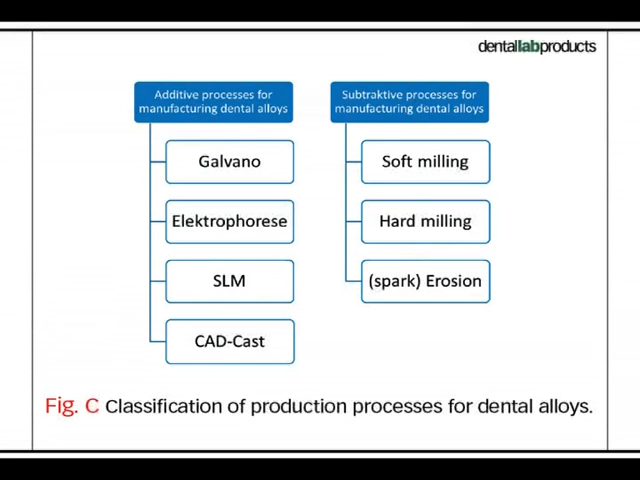 dentallabproducts
Additive processes for
manufacturing dental alloys
Galvano
Elektrophorese
SLM
CAD-Cast
Subtraktive processes for
manufacturing dental alloys
Soft milling
Hard milling
(spark) Erosion
Fig. C Classification of production processes for dental alloys.